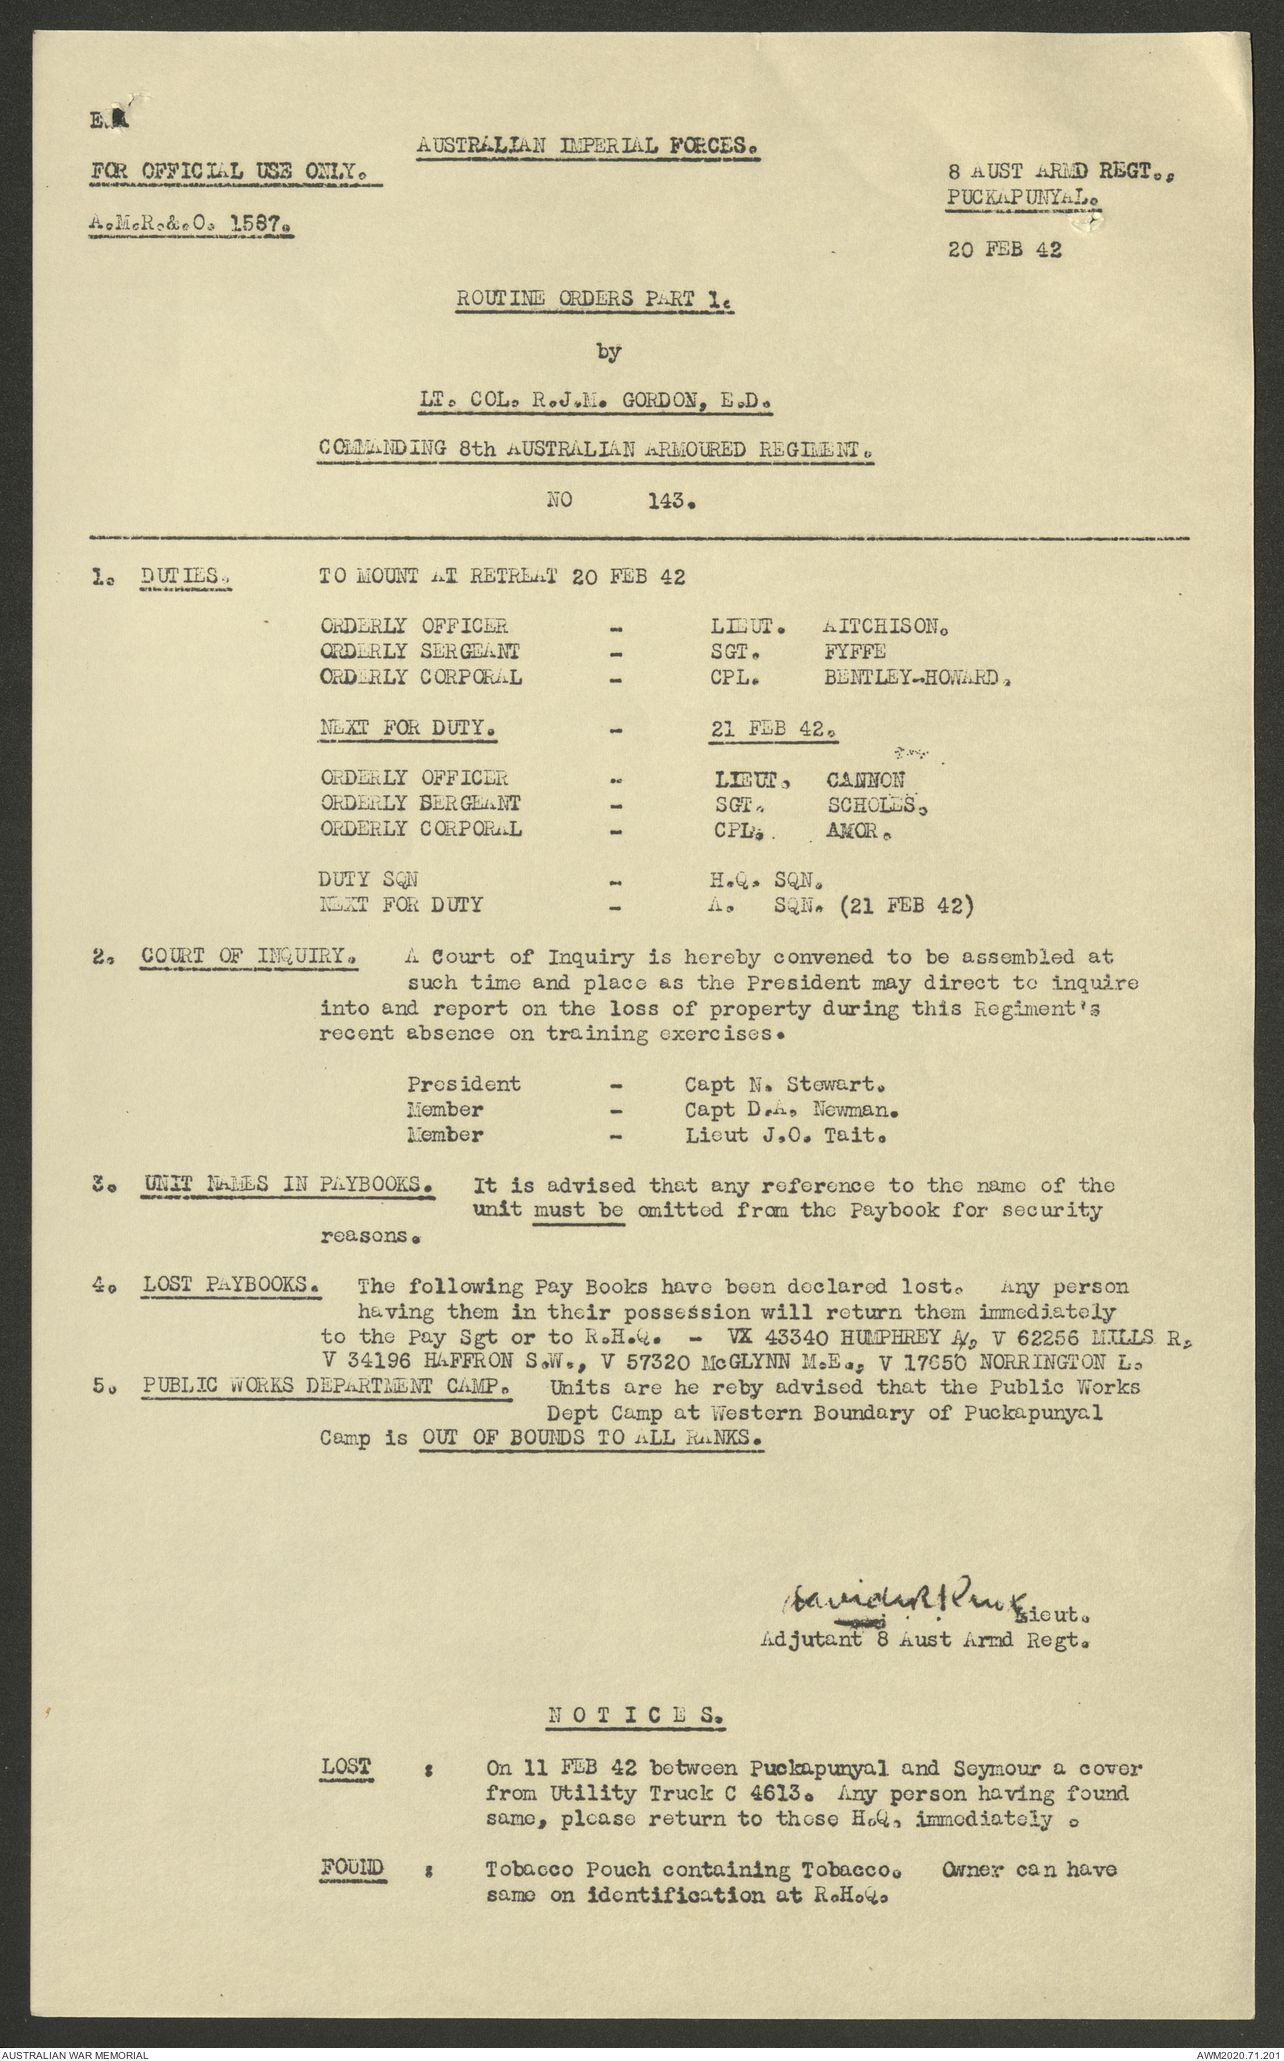 AUSTRALIAN IMPERIAL FORCES.
FOR OFFICIAL USE ONLY.
8 AUST ARMD REGT.,
PUCKAPUNYAL.
A.M.R.&.O. 1587.
20 FEB 42
ROUTINE ORDERS PART 1.
by
LT. COL. R.J.M. GORDON, E.D.
COMMANDING 8th AUSTRALIAN ARMOURED REGIMENT.
NO 143.
1. DUTIES. TO MOUNT AT RETREAT 20 FEB 42
ORDERLY OFFICER - LIEUT. AITCHISON.
ORDERLY SERGEANT - SGT. FYFFE
ORDERLY CORPORAL - CPL. BENTLEY-HOWARD.
NEXT FOR DUTY. - 21 FEB 42.
ORDERLY OFFICER - LIEUT. CANNON
ORDERLY SERGEANT - SGT. SCHOLES.
ORDERLY CORPORAL - CPL. AMOR.
DUTY SQN - H.Q. SQN.
NEXT FOR DUTY - A. SQN. (21 FEB 42)
2. COURT OF INQUIRY. A Court of Inquiry is hereby convened to be assembled at
such time and place as the President may direct to inquire
into and report on the loss of property during this Regiment's
recent absence on training exercises.
President - Capt N. Stewart.
Member - Capt D.A. Newman.
Member - Lieut J.O. Tait.
3. UNIT NAMES IN PAYBOOKS. It is advised that any reference to the name of the
unit must be omitted from the Paybook for security
reasons.
4. LOST PAYBOOKS. The following Pay Books have been declared lost. Any person
having them in their possession will return them immediately
to the Pay Sgt or to R.H.Q. - VX 43340 HUMPHREY A/, V 62256 MILLS R,
V 34196 HAFFRON S.W., V 57320 McGLYNN M.E., V NORRINGTON L.
5. PUBLIC WORKS DEPARTMENT CAMP. Units are he reby advised that the Public Works
Dept Camp at Western Boundary of Puckapunyal
Camp is OUT OF BOUNDS TO ALL RANKS.
Lieut.
Adjutant 8 Aust Armd Regt.
N O T I C E S.
LOST : On 11 FEB 42 between Puckapunyal and Seymour a cover
from Utility Truck C 4613. Any person having found
same, please return to these H.Q. immediately .
FOUND : Tobacco Pouch containing Tobacco. Owner can have
same on identification at R.H.Q.
AUSTRALIAN WAR MEMORIAL
AWM2020.71.201